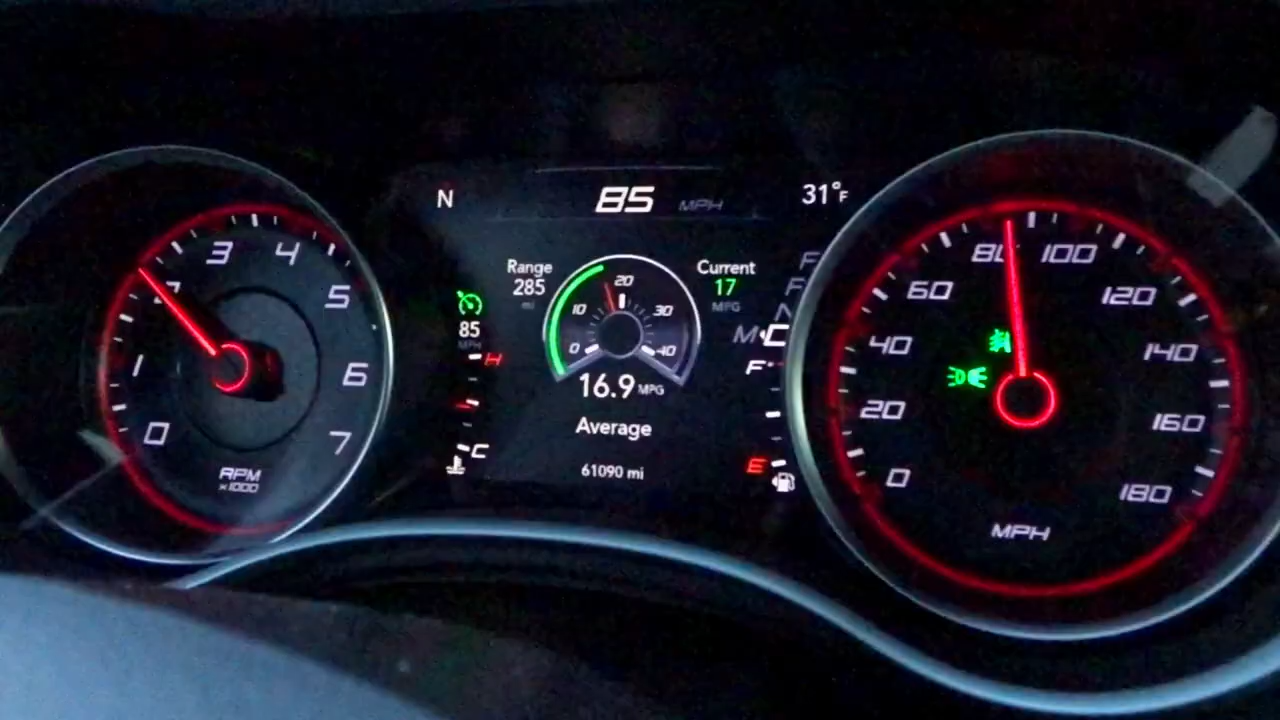 N
85 MPH
31°F
Range
285
mi
Current
17
MPG
85
MPH
H
C
0
10
20
30
40
16.9 MPG
Average
61090 mi
F
E
0
1
2
3
4
5
6
7
RPM
x1000
0
20
40
60
80
100
120
140
160
180
MPH